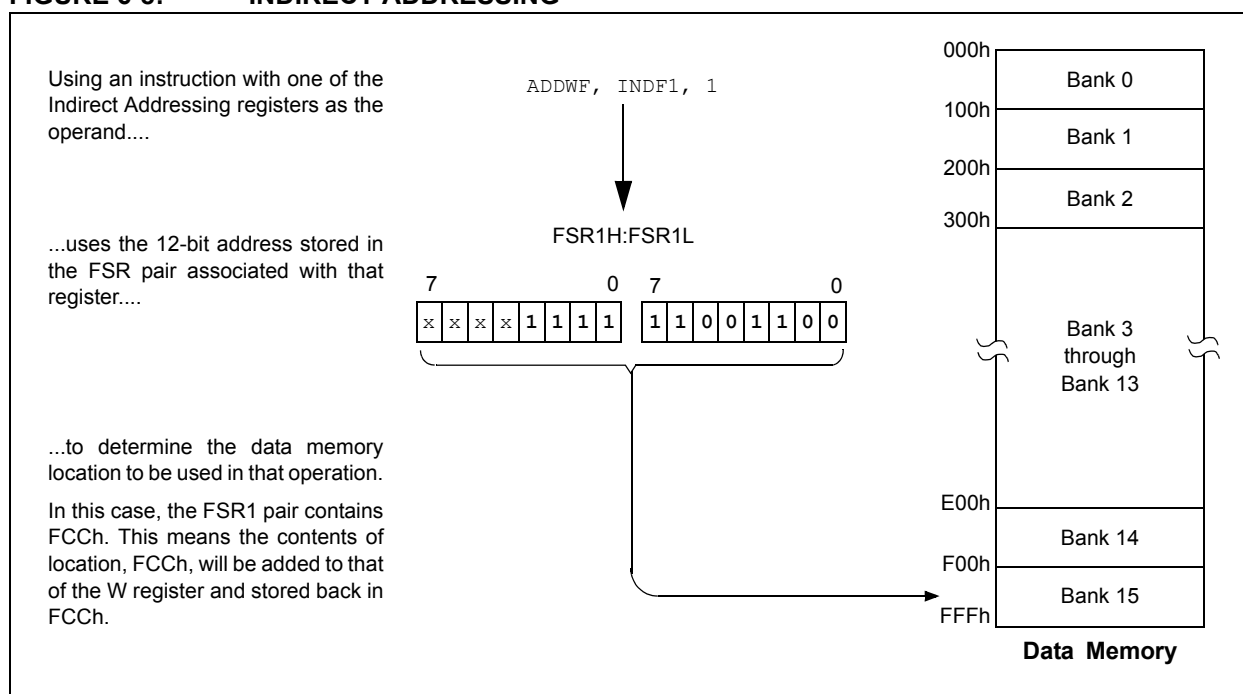 FIGURE 6-8: INDIRECT ADDRESSING
Using an instruction with one of the
Indirect Addressing registers as the
operand....
ADDWF, INDF1, 1
...uses the 12-bit address stored in
the FSR pair associated with that
register....
FSR1H:FSR1L
7 0 7 0
x x x x 1 1 1 1 1 1 0 0 1 1 0 0
...to determine the data memory
location to be used in that operation.
In this case, the FSR1 pair contains
FCCh. This means the contents of
location, FCCh, will be added to that
of the W register and stored back in
FCCh.
000h
Bank 0
100h
Bank 1
200h
Bank 2
300h
Bank 3
through
Bank 13
E00h
Bank 14
F00h
Bank 15
FFFh
Data Memory